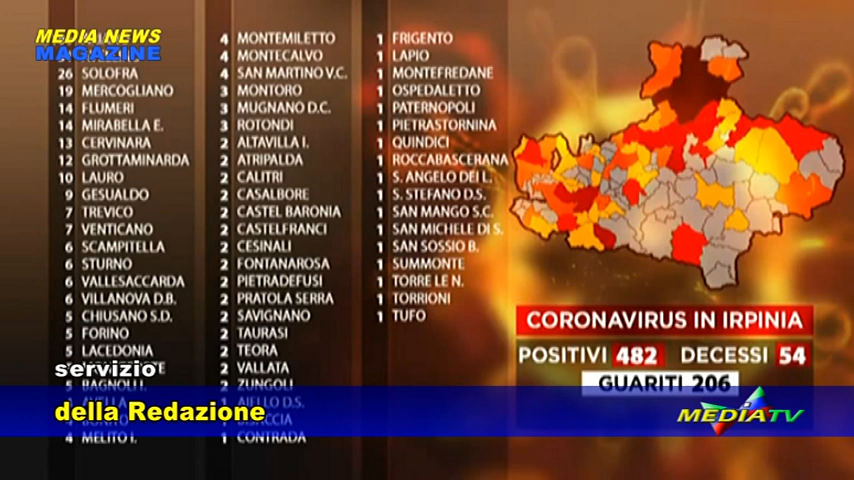 MEDIA NEWS
MAGAZINE
26 SOLOFRA
19 MERCOGLIANO
14 FLUMERI
14 MIRABELLA E.
13 CERVINARA
12 GROTTAMINARDA
10 LAURO
9 GESUALDO
7 TREVICO
7 VENTICANO
6 SCAMPITELLA
6 STURNO
6 VALLESACCARDA
6 VILLANOVA D.B.
5 CHIUSANO S.D.
5 FORINO
5 LACEDONIA
5 BAGNOLI I.
4 MELITO I.
4 MONTEMILETTO
4 MONTECALVO
4 SAN MARTINO V.C.
3 MONTORO
3 MUGNANO D.C.
3 ROTONDI
2 ALTAVILLA I.
2 ATRIPALDA
2 CALITRI
2 CASALBORE
2 CASTEL BARONIA
2 CASTELFRANCI
2 CESINALI
2 FONTANAROSA
2 PIETRADEFUSI
2 PRATOLA SERRA
2 SAVIGNANO
2 TAURASI
2 TEORA
2 VALLATA
2 ZUNGOLI
1 AIELLO D.S.
1 BISACCIA
1 CONTRADA
1 FRIGENTO
1 LAPIO
1 MONTEFREDANE
1 OSPEDALETTO
1 PATERNOPOLI
1 PIETRASTORNINA
1 QUINDICI
1 ROCCABASCERANA
1 S. ANGELO DEI L.
1 S. STEFANO D.S.
1 SAN MANGO S.C.
1 SAN MICHELE DI S.
1 SAN SOSSIO B.
1 SUMMONTE
1 TORRE LE N.
1 TORRIONI
1 TUFO
CORONAVIRUS IN IRPINIA
POSITIVI 482 DECESSI 54
GUARITI 206
servizio
della Redazione
MEDIATV